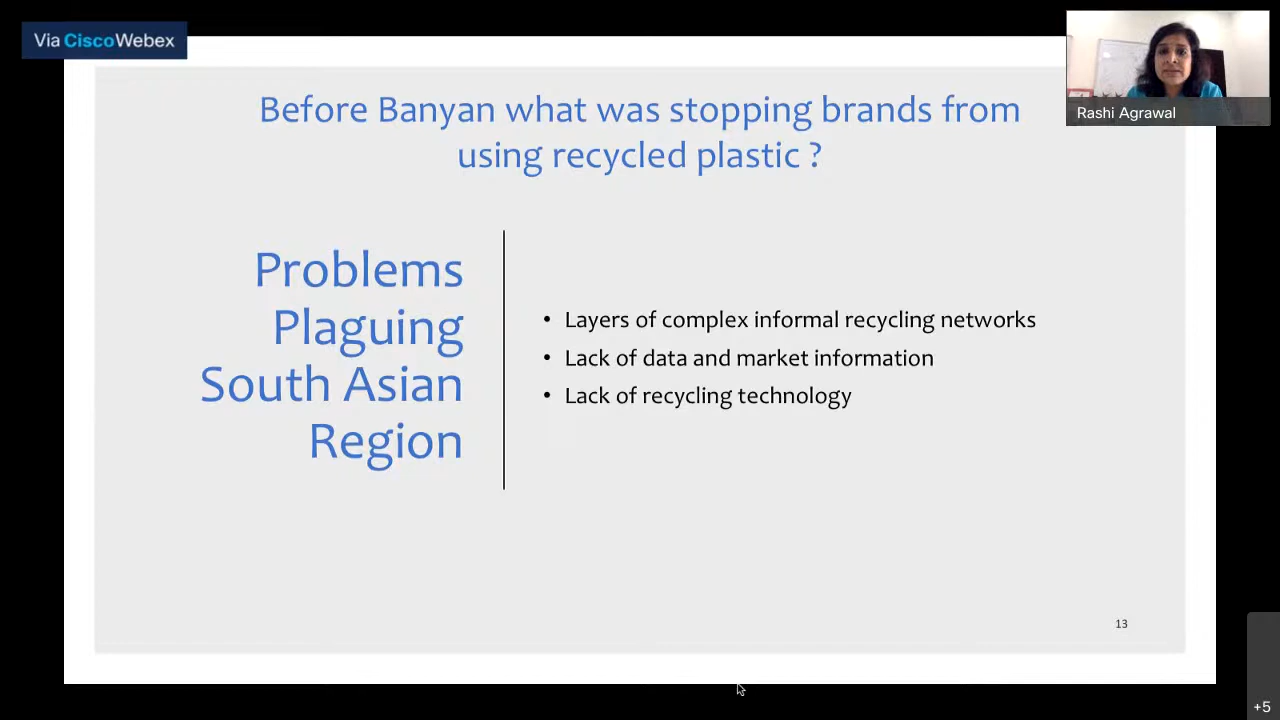 Via CiscoWebex
Rashi Agrawal
Before Banyan what was stopping brands from
using recycled plastic ?
Problems
Plaguing
South Asian
Region
• Layers of complex informal recycling networks
• Lack of data and market information
• Lack of recycling technology
13
+5